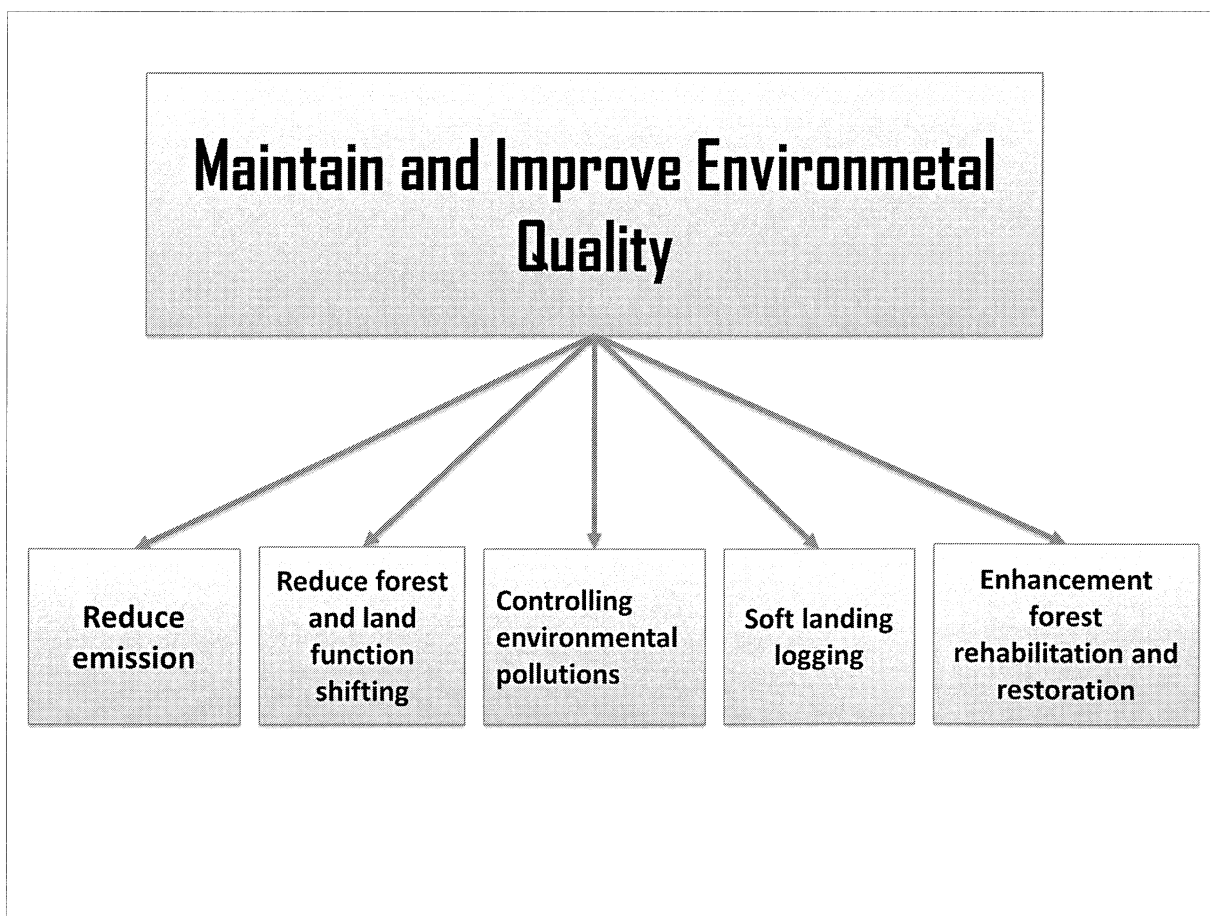 Maintain and Improve Environmetal
Quality
Reduce
emission
Reduce forest
and land
function
shifting
Controlling
environmental
pollutions
Soft landing
logging
Enhancement
forest
rehabilitation and
restoration